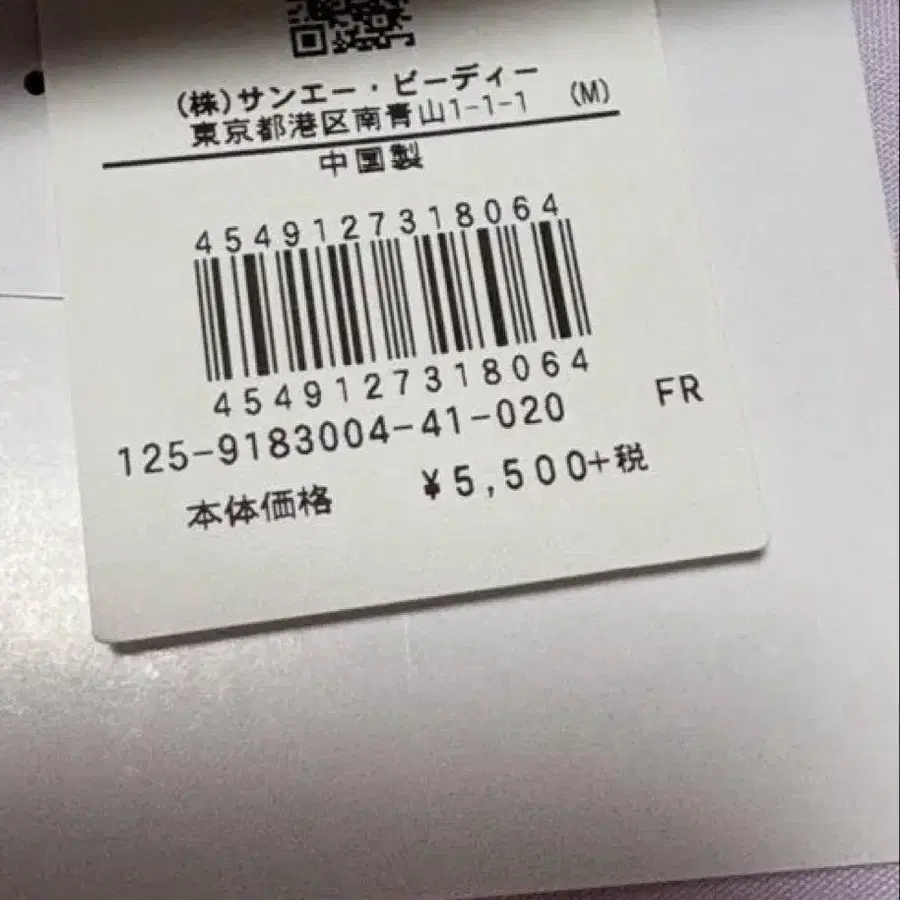 (株)サンエー・ビーディー
東京都港区南青山1-1-1 (M)
中国製
4549127318064
4549127318064
125-9183004-41-020 FR
本体価格 ¥5,500+税